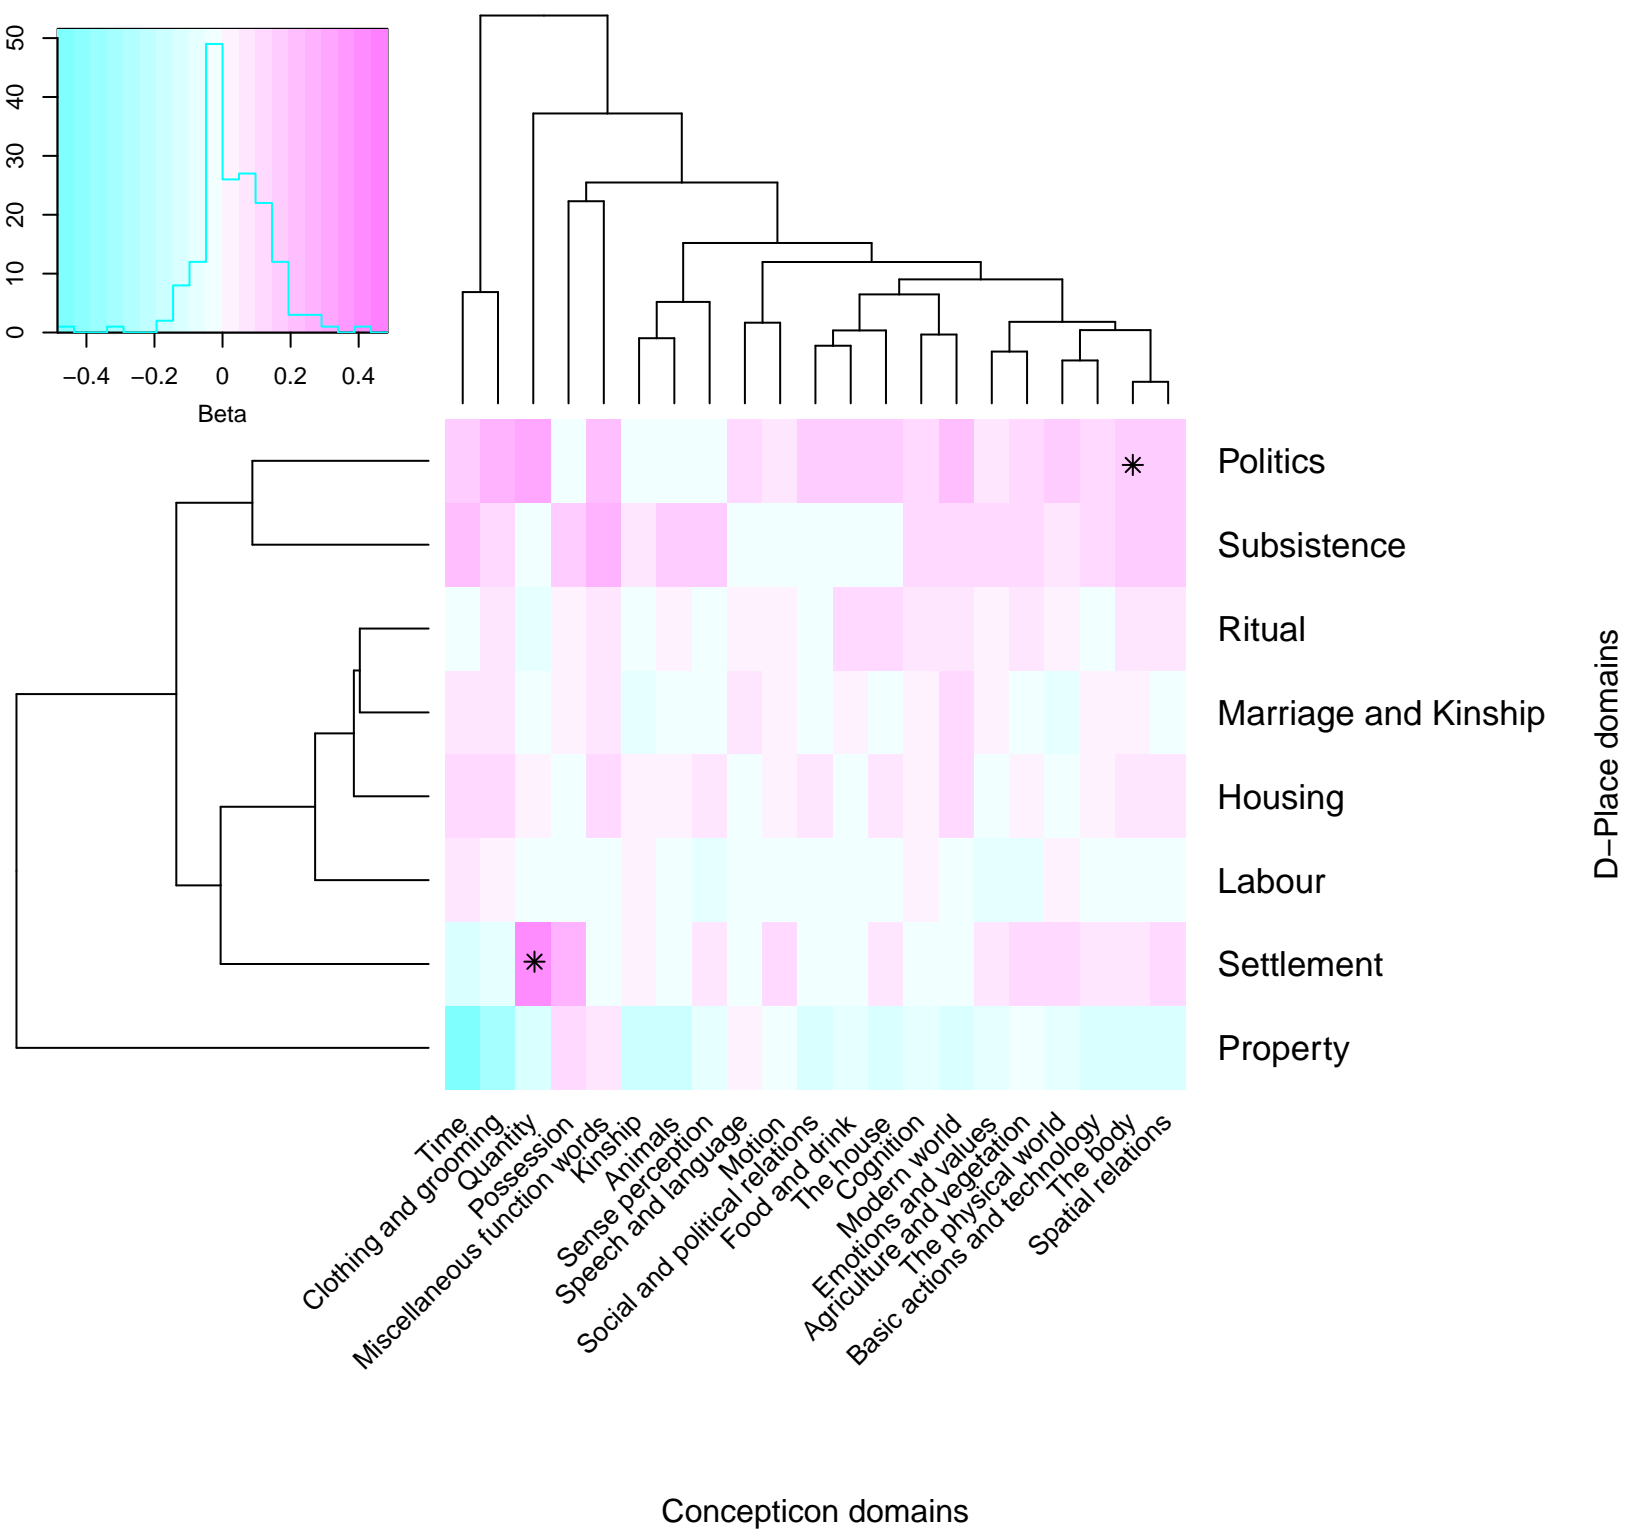 50
40
30
20
10
0
−0.4 −0.2 0 0.2 0.4
Beta
Politics
Subsistence
Ritual
Marriage and Kinship
Housing
Labour
Settlement
Property
D−Place domains
Time
Clothing and grooming
Quantity
Possession
Miscellaneous function words
Kinship
Animals
Sense perception
Speech and language
Motion
Social and political relations
Food and drink
The house
Cognition
Modern world
Emotions and values
Agriculture and vegetation
The physical world
Basic actions and technology
The body
Spatial relations
Concepticon domains